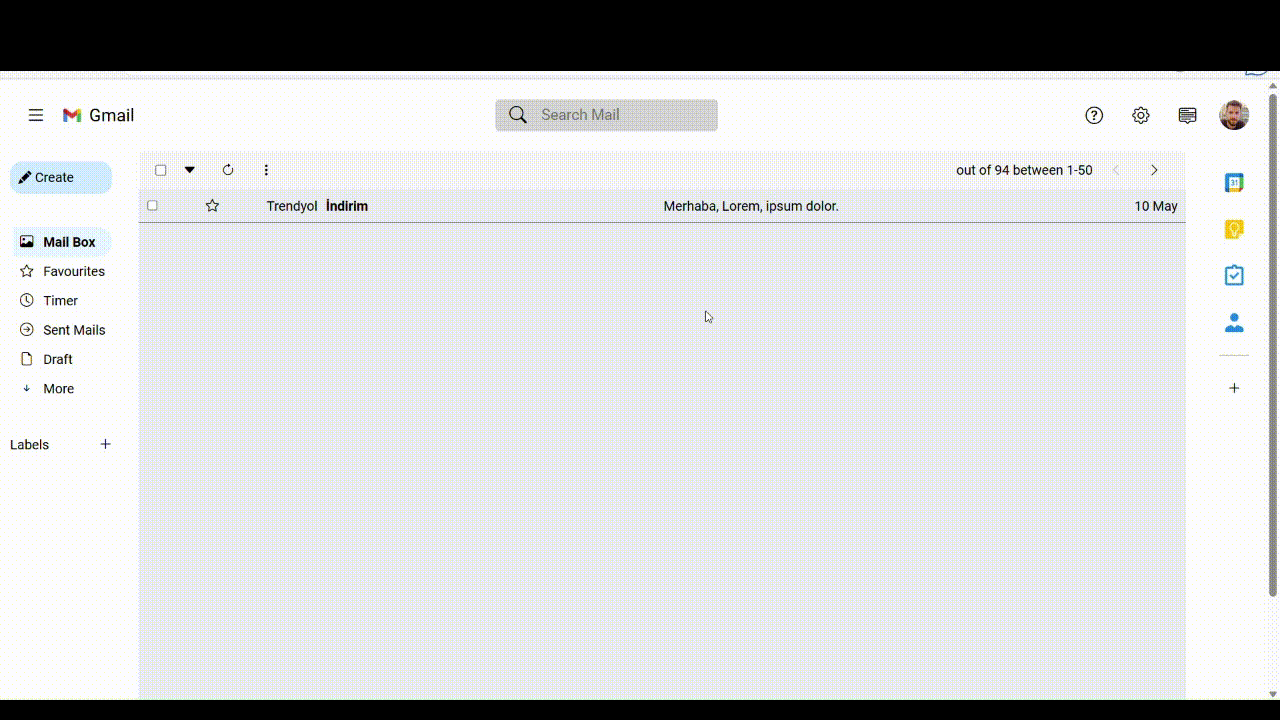 Gmail
Search Mail
Create
out of 94 between 1-50
Trendyol İndirim Merhaba, Lorem, ipsum dolor. 10 May
Mail Box
Favourites
Timer
Sent Mails
Draft
More
Labels
31